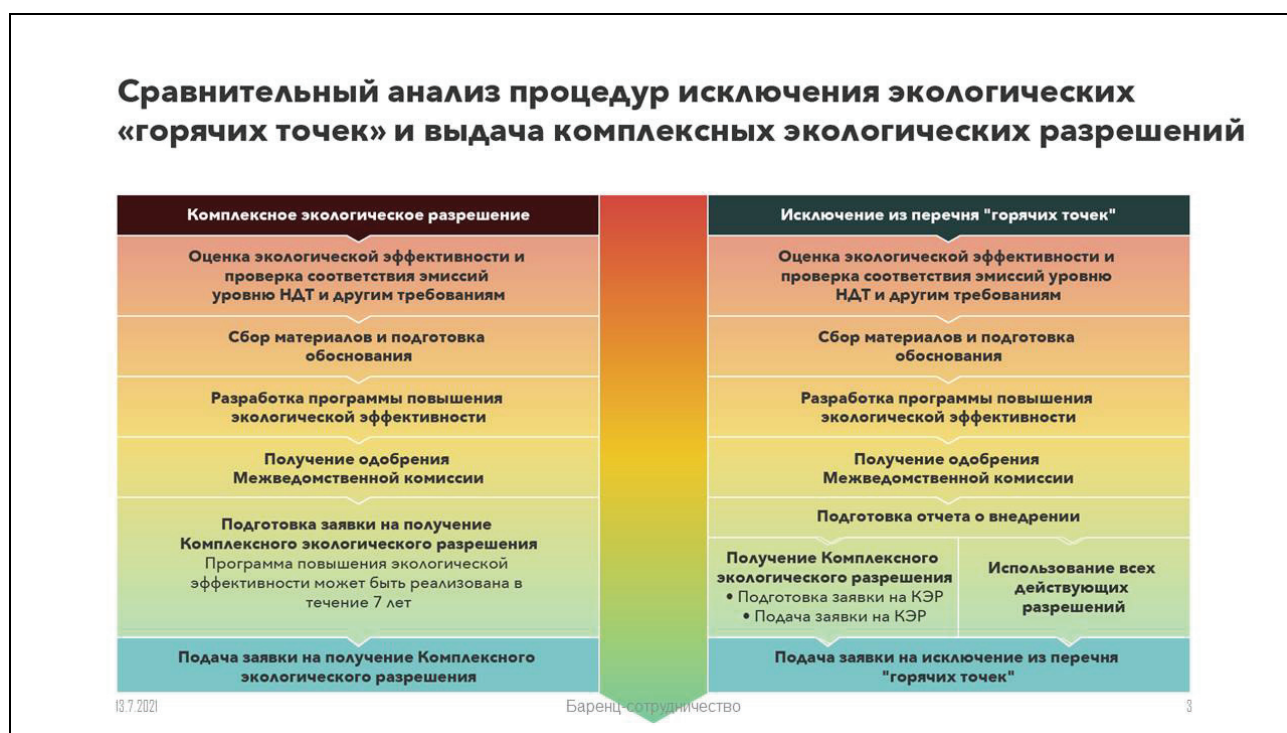 Сравнительный анализ процедур исключения экологических
«горячих точек» и выдача комплексных экологических разрешений
Комплексное экологическое разрешение
Оценка экологической эффективности и
проверка соответствия эмиссий
уровню НДТ и другим требованиям
Сбор материалов и подготовка
обоснования
Разработка программы повышения
экологической эффективности
Получение одобрения
Межведомственной комиссии
Подготовка заявки на получение
Комплексного экологического разрешения
Программа повышения экологической
эффективности может быть реализована в
течение 7 лет
Подача заявки на получение Комплексного
экологического разрешения
Исключение из перечня "горячих точек"
Оценка экологической эффективности и
проверка соответствия эмиссий уровню
НДТ и другим требованиям
Сбор материалов и подготовка
обоснования
Разработка программы повышения
экологической эффективности
Получение одобрения
Межведомственной комиссии
Подготовка отчета о внедрении
Получение Комплексного
экологического разрешения
• Подготовка заявки на КЭР
• Подача заявки на КЭР
Использование всех
действующих
разрешений
Подача заявки на исключение из перечня
"горячих точек"
13.7.2021
Баренц-сотрудничество
3